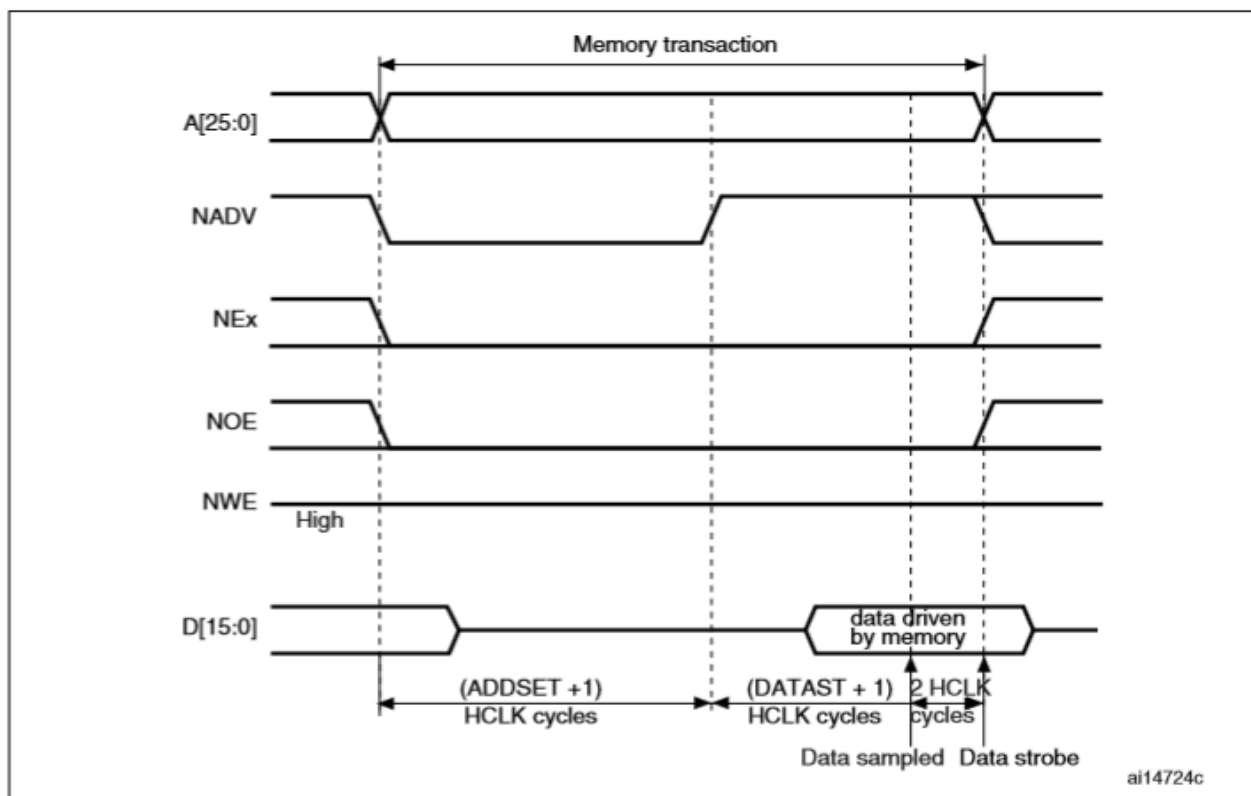 Memory transaction
A[25:0]
NADV
NEx
NOE
NWE
High
D[15:0]
data driven
by memory
(ADDSET +1)
HCLK cycles
(DATAST + 1)
HCLK cycles
2 HCLK
cycles
Data sampled
Data strobe
ai14724c